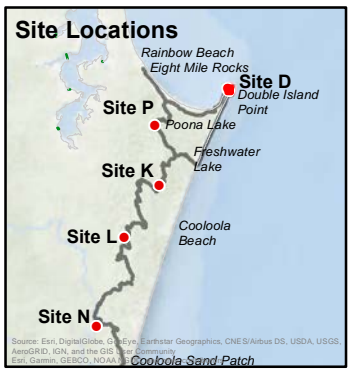 Site Locations
Rainbow Beach
Eight Mile Rocks
Site D
Double Island
Point
Site P
Poona Lake
Freshwater
Lake
Site K
Cooloola
Beach
Site L
Site N
Source: Esri, DigitalGlobe, GeoEye, Earthstar Geographics, CNES/Airbus DS, USDA, USGS,
AeroGRID, IGN, and the GIS User Community
Esri, Garmin, GEBCO, NOAA
Cooloola Sand Patch